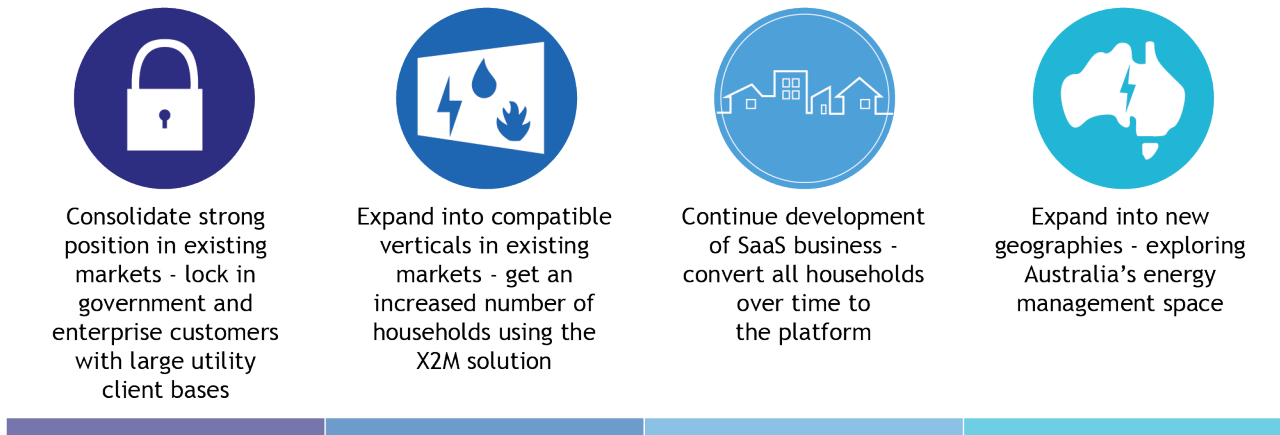 Consolidate strong
position in existing
markets - lock in
government and
enterprise customers
with large utility
client bases
Expand into compatible
verticals in existing
markets - get an
increased number of
households using the
X2M solution
Continue development
of SaaS business -
convert all households
over time to
the platform
Expand into new
geographies - exploring
Australia’s energy
management space